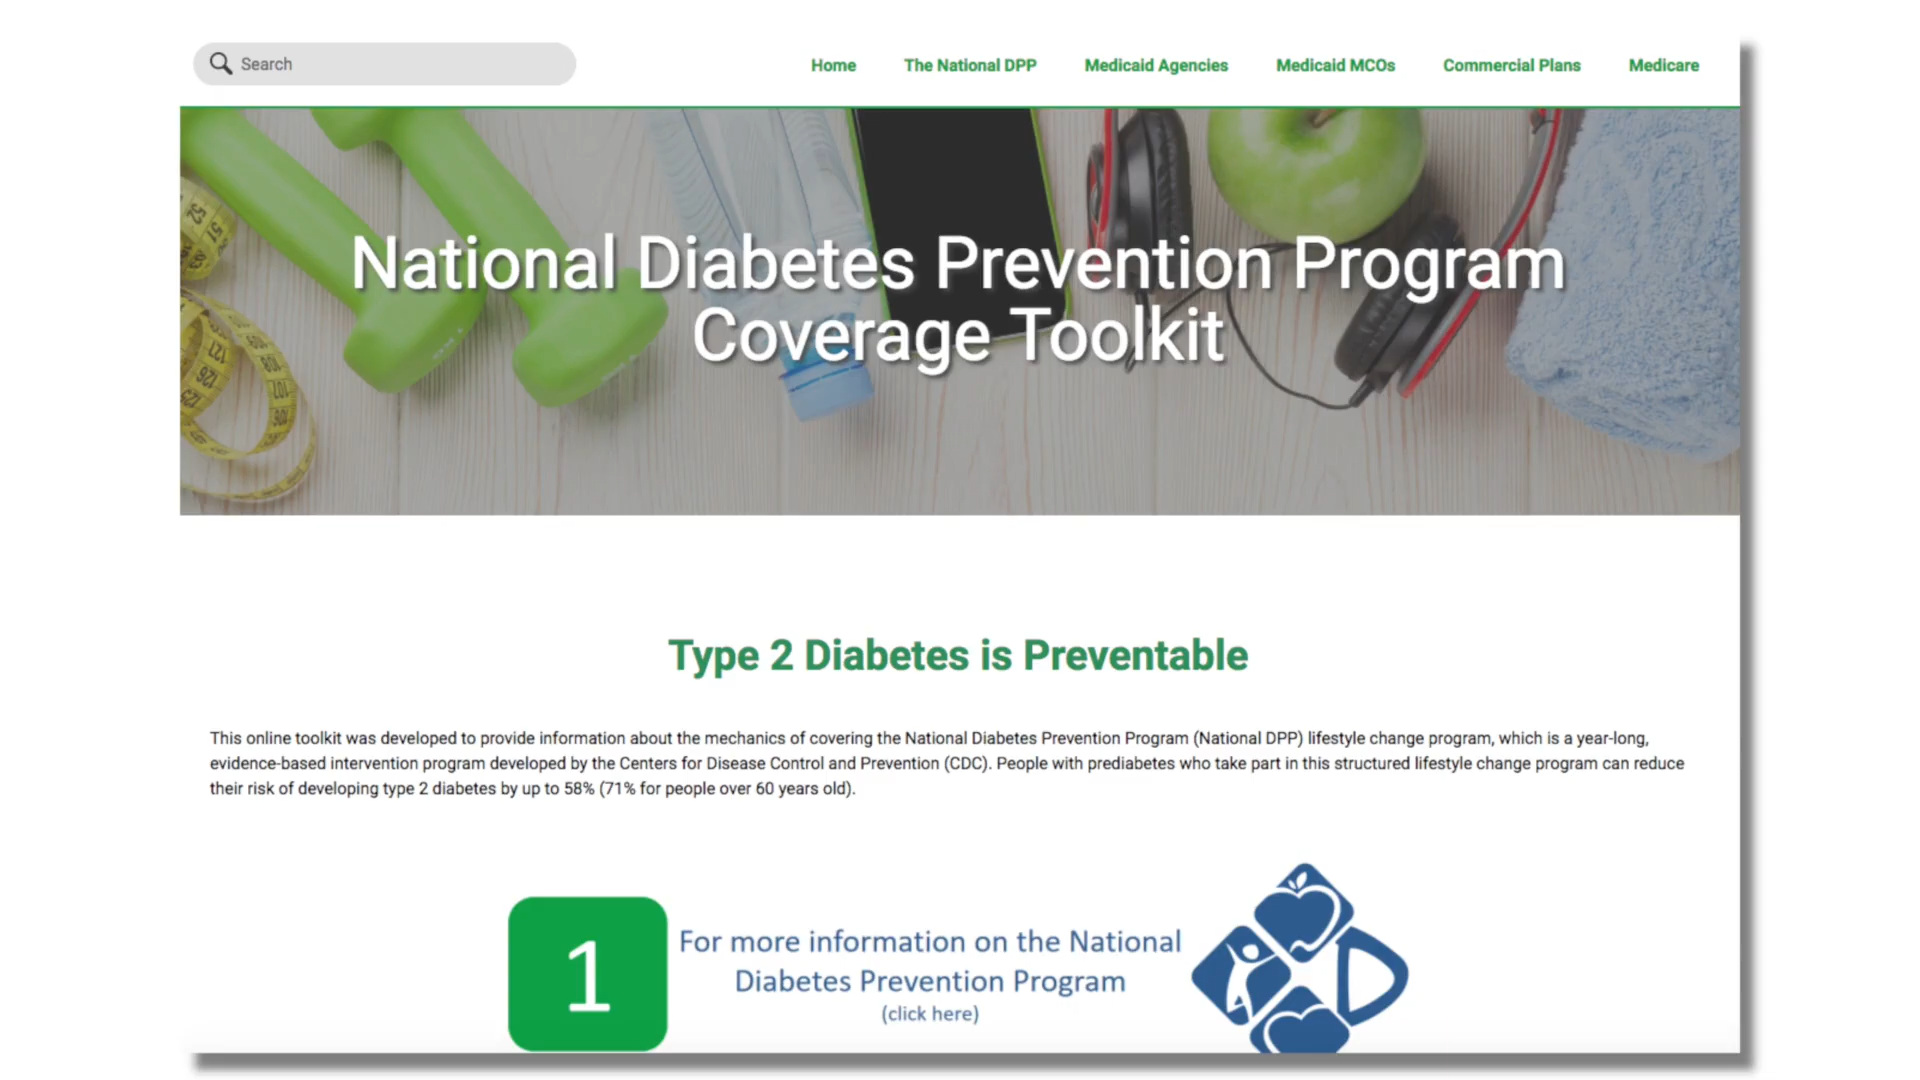 Search
Home The National DPP Medicaid Agencies Medicaid MCOs Commercial Plans Medicare
National Diabetes Prevention Program
Coverage Toolkit
Type 2 Diabetes is Preventable
This online toolkit was developed to provide information about the mechanics of covering the National Diabetes Prevention Program (National DPP) lifestyle change program, which is a year-long,
evidence-based intervention program developed by the Centers for Disease Control and Prevention (CDC). People with prediabetes who take part in this structured lifestyle change program can reduce
their risk of developing type 2 diabetes by up to 58% (71% for people over 60 years old).
1
For more information on the National
Diabetes Prevention Program
(click here)